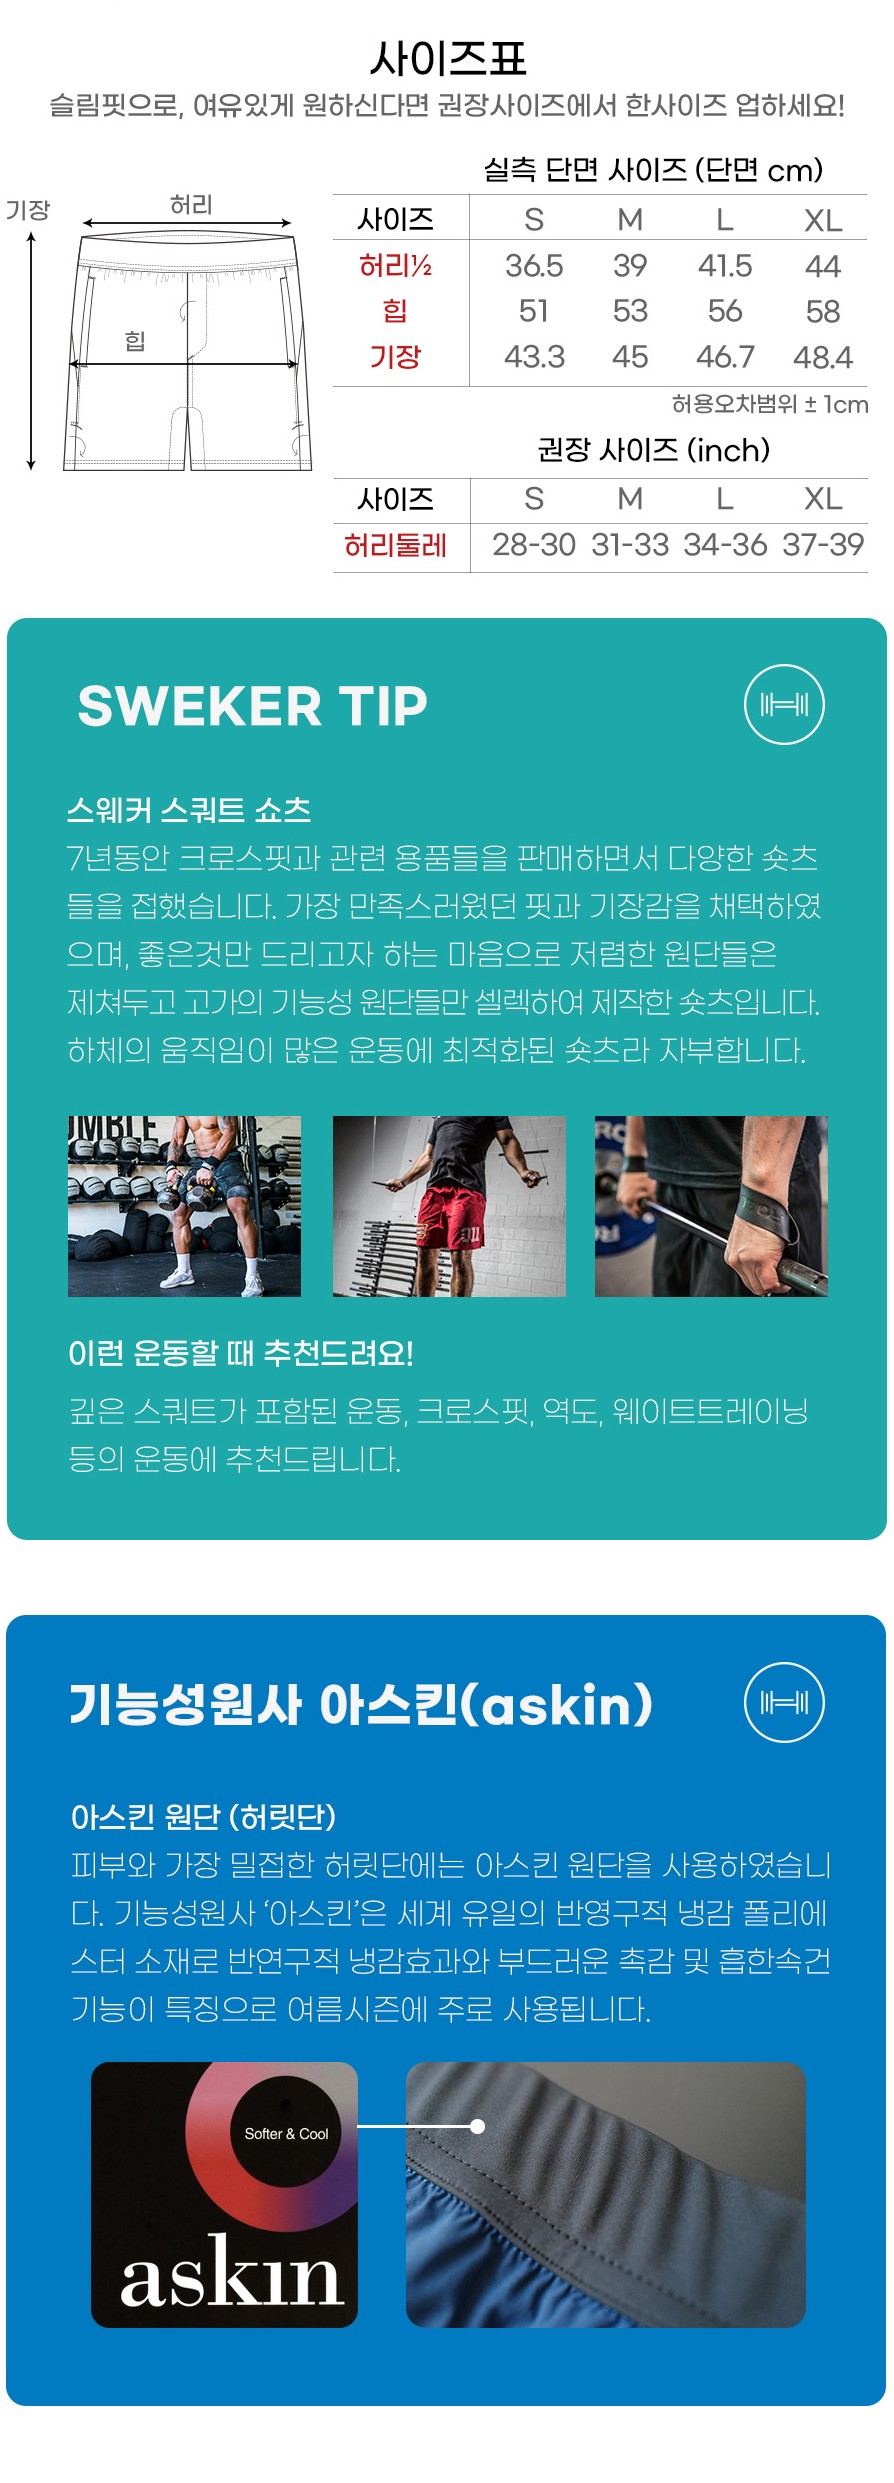 사이즈표
슬림핏으로, 여유있게 원하신다면 권장사이즈에서 한사이즈 업하세요!
실측 단면 사이즈 (단면 cm)
기장
허리
힙
사이즈 S M L XL
허리½ 36.5 39 41.5 44
힙 51 53 56 58
기장 43.3 45 46.7 48.4
허용오차범위 ± 1cm
권장 사이즈 (inch)
사이즈 S M L XL
허리둘레 28-30 31-33 34-36 37-39
SWEKER TIP
스웨커 스쿼트 쇼츠
7년동안 크로스핏과 관련 용품들을 판매하면서 다양한 숏츠
들을 접했습니다. 가장 만족스러웠던 핏과 기장감을 채택하였
으며, 좋은것만 드리고자 하는 마음으로 저렴한 원단들은
제쳐두고 고가의 기능성 원단들만 셀렉하여 제작한 숏츠입니다.
하체의 움직임이 많은 운동에 최적화된 숏츠라 자부합니다.
이런 운동할 때 추천드려요!
깊은 스쿼트가 포함된 운동, 크로스핏, 역도, 웨이트트레이닝
등의 운동에 추천드립니다.
기능성원사 아스킨(askin)
아스킨 원단 (허릿단)
피부와 가장 밀접한 허릿단에는 아스킨 원단을 사용하였습니
다. 기능성원사 ‘아스킨’은 세계 유일의 반영구적 냉감 폴리에
스터 소재로 반연구적 냉감효과와 부드러운 촉감 및 흡한속건
기능이 특징으로 여름시즌에 주로 사용됩니다.
Softer & Cool
askin